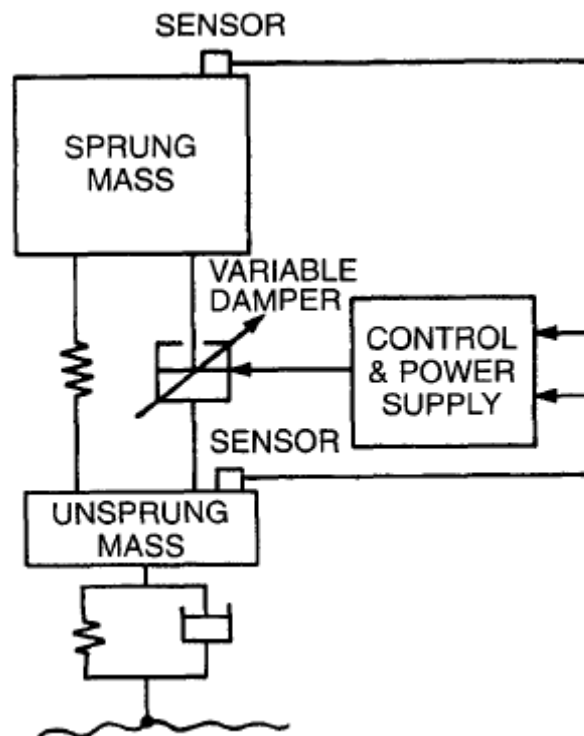 SENSOR
SPRUNG
MASS
VARIABLE
DAMPER
CONTROL
& POWER
SUPPLY
SENSOR
UNSPRUNG
MASS